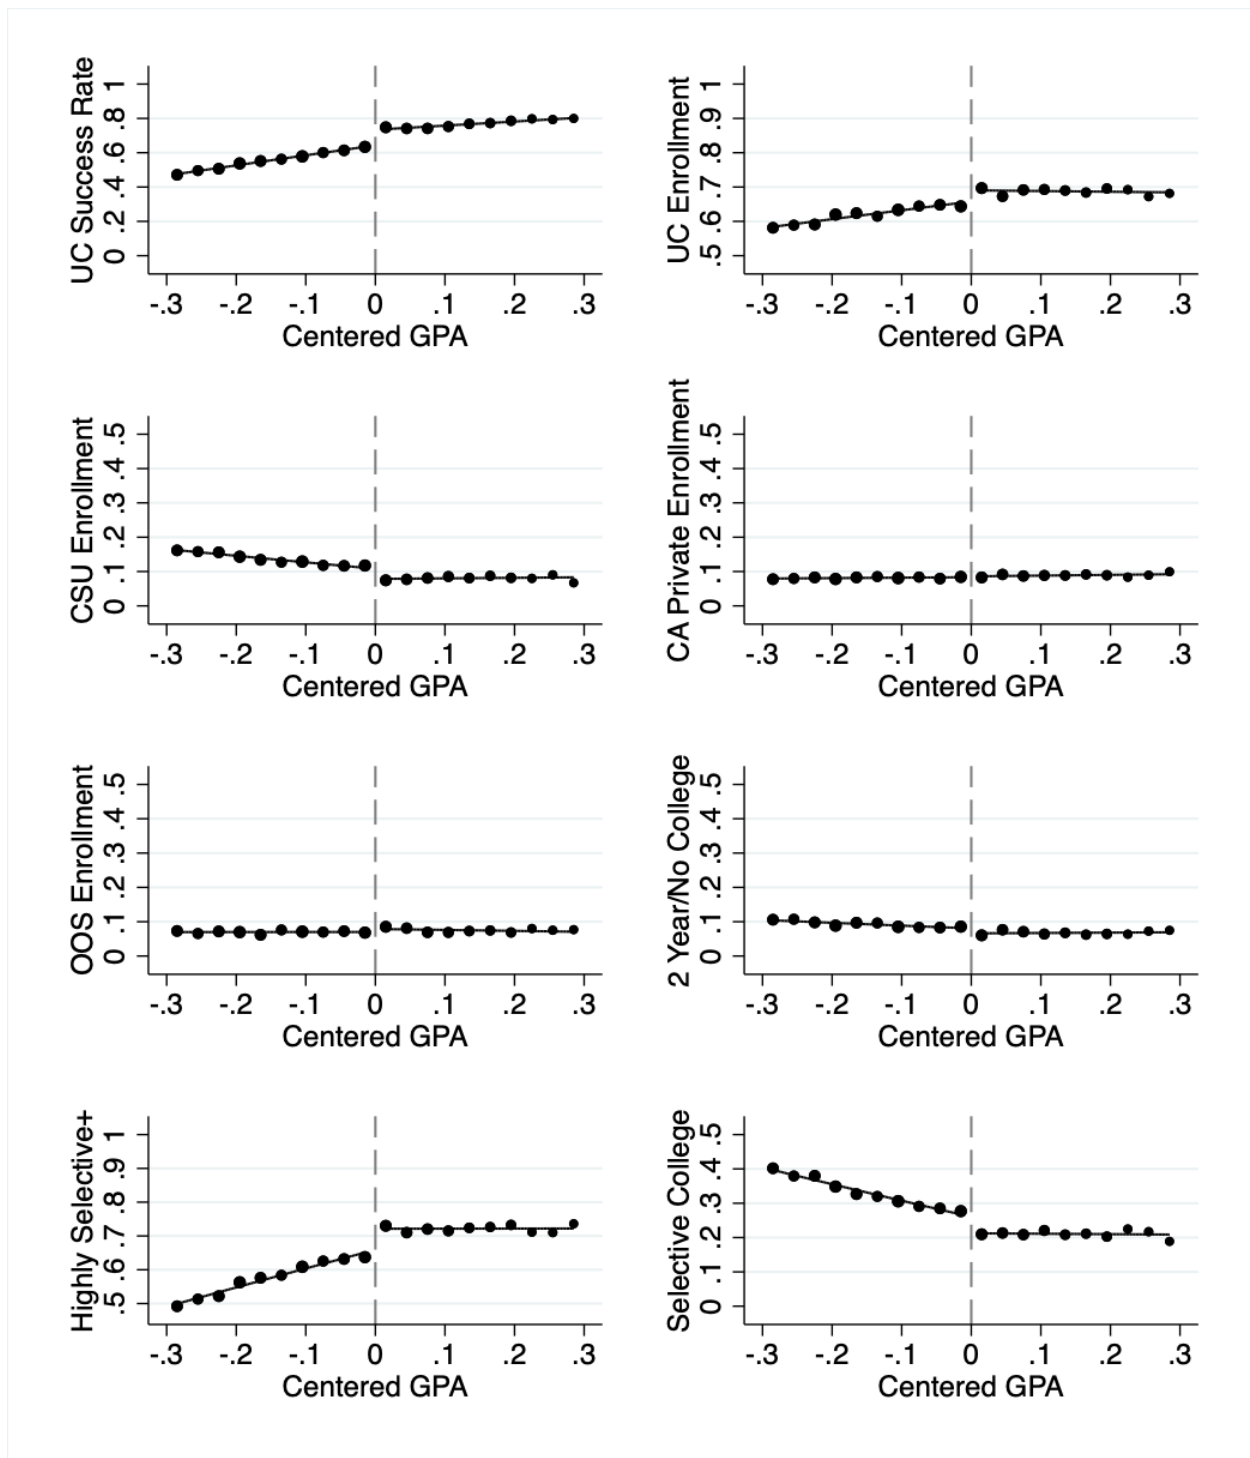 UC Success Rate
1
.8
.6
.4
.2
0
-.3 -.2 -.1 0 .1 .2 .3
Centered GPA
UC Enrollment
1
.9
.8
.7
.6
.5
-.3 -.2 -.1 0 .1 .2 .3
Centered GPA
CSU Enrollment
.5
.4
.3
.2
.1
0
-.3 -.2 -.1 0 .1 .2 .3
Centered GPA
CA Private Enrollment
.5
.4
.3
.2
.1
0
-.3 -.2 -.1 0 .1 .2 .3
Centered GPA
OOS Enrollment
.5
.4
.3
.2
.1
0
-.3 -.2 -.1 0 .1 .2 .3
Centered GPA
2 Year/No College
.5
.4
.3
.2
.1
0
-.3 -.2 -.1 0 .1 .2 .3
Centered GPA
Highly Selective+
1
.9
.8
.7
.6
.5
-.3 -.2 -.1 0 .1 .2 .3
Centered GPA
Selective College
.5
.4
.3
.2
.1
0
-.3 -.2 -.1 0 .1 .2 .3
Centered GPA